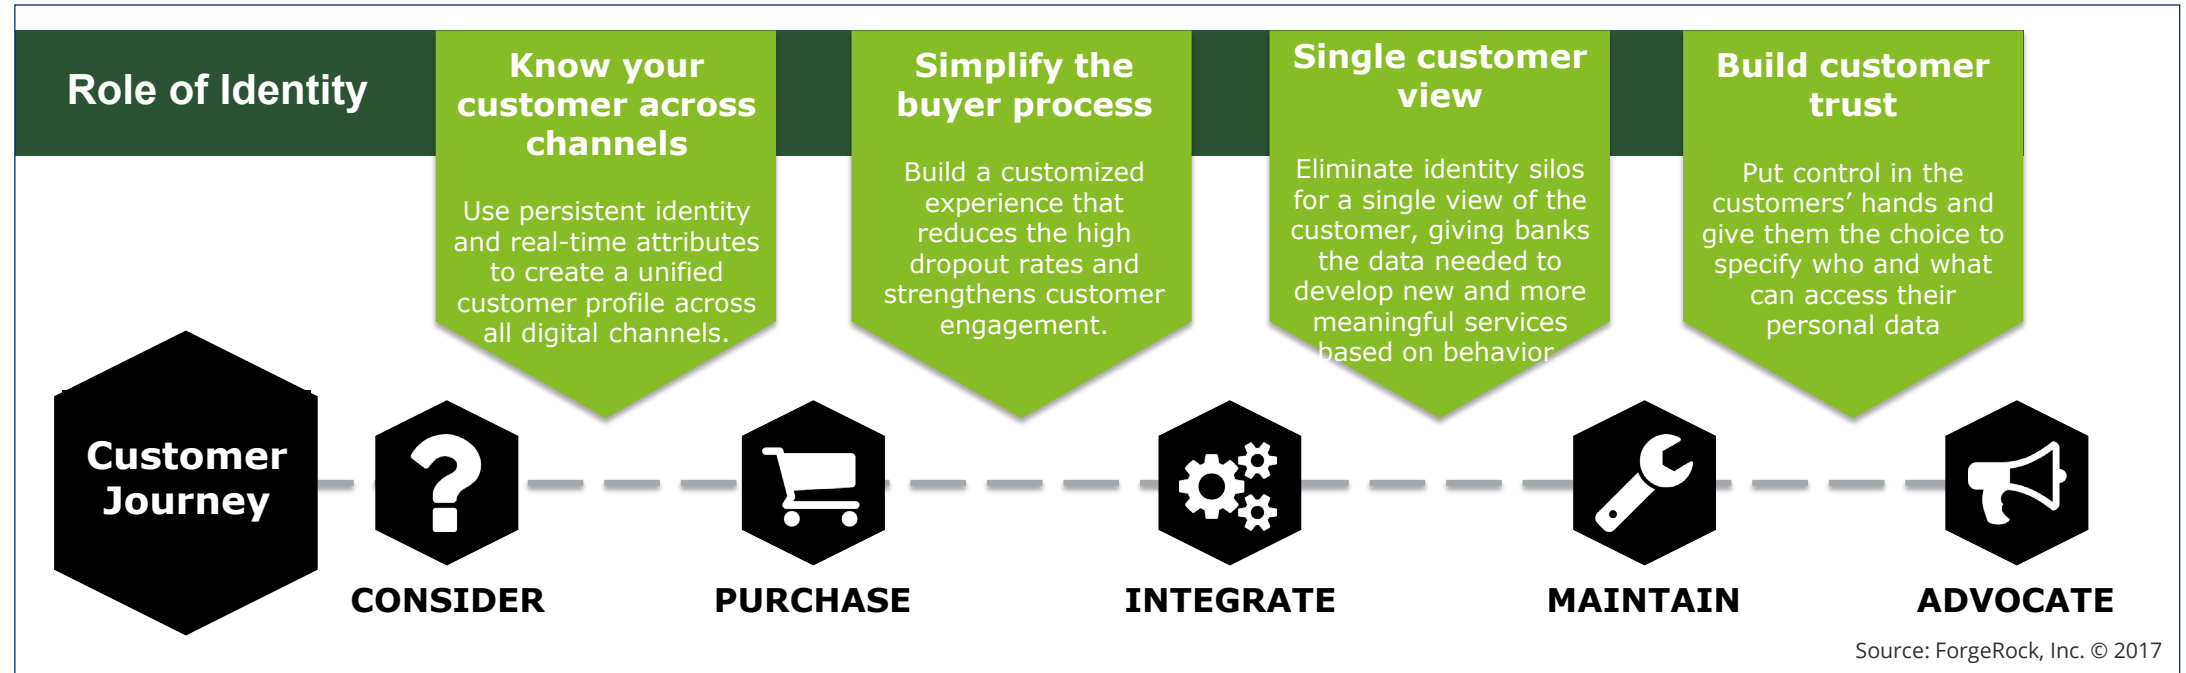 Role of Identity
Know your
customer across
channels
Use persistent identity
and real-time attributes
to create a unified
customer profile across
all digital channels.
Simplify the
buyer process
Build a customized
experience that
reduces the high
dropout rates and
strengthens customer
engagement.
Single customer
view
Eliminate identity silos
for a single view of the
customer, giving banks
the data needed to
develop new and more
meaningful services
based on behavior.
Build customer
trust
Put control in the
customers’ hands and
give them the choice to
specify who and what
can access their
personal data
Customer
Journey
CONSIDER
PURCHASE
INTEGRATE
MAINTAIN
ADVOCATE
Source: ForgeRock, Inc. © 2017